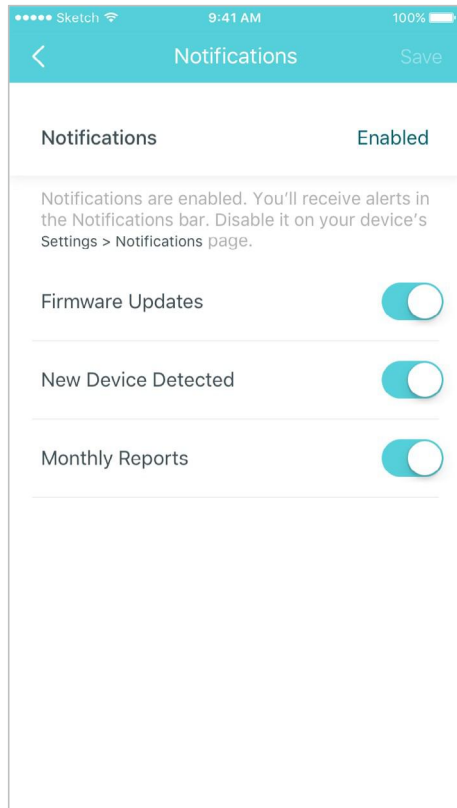 Sketch 9:41 AM 100%
Notifications Save
Notifications Enabled
Notifications are enabled. You’ll receive alerts in
the Notifications bar. Disable it on your device’s
Settings > Notifications page.
Firmware Updates
New Device Detected
Monthly Reports